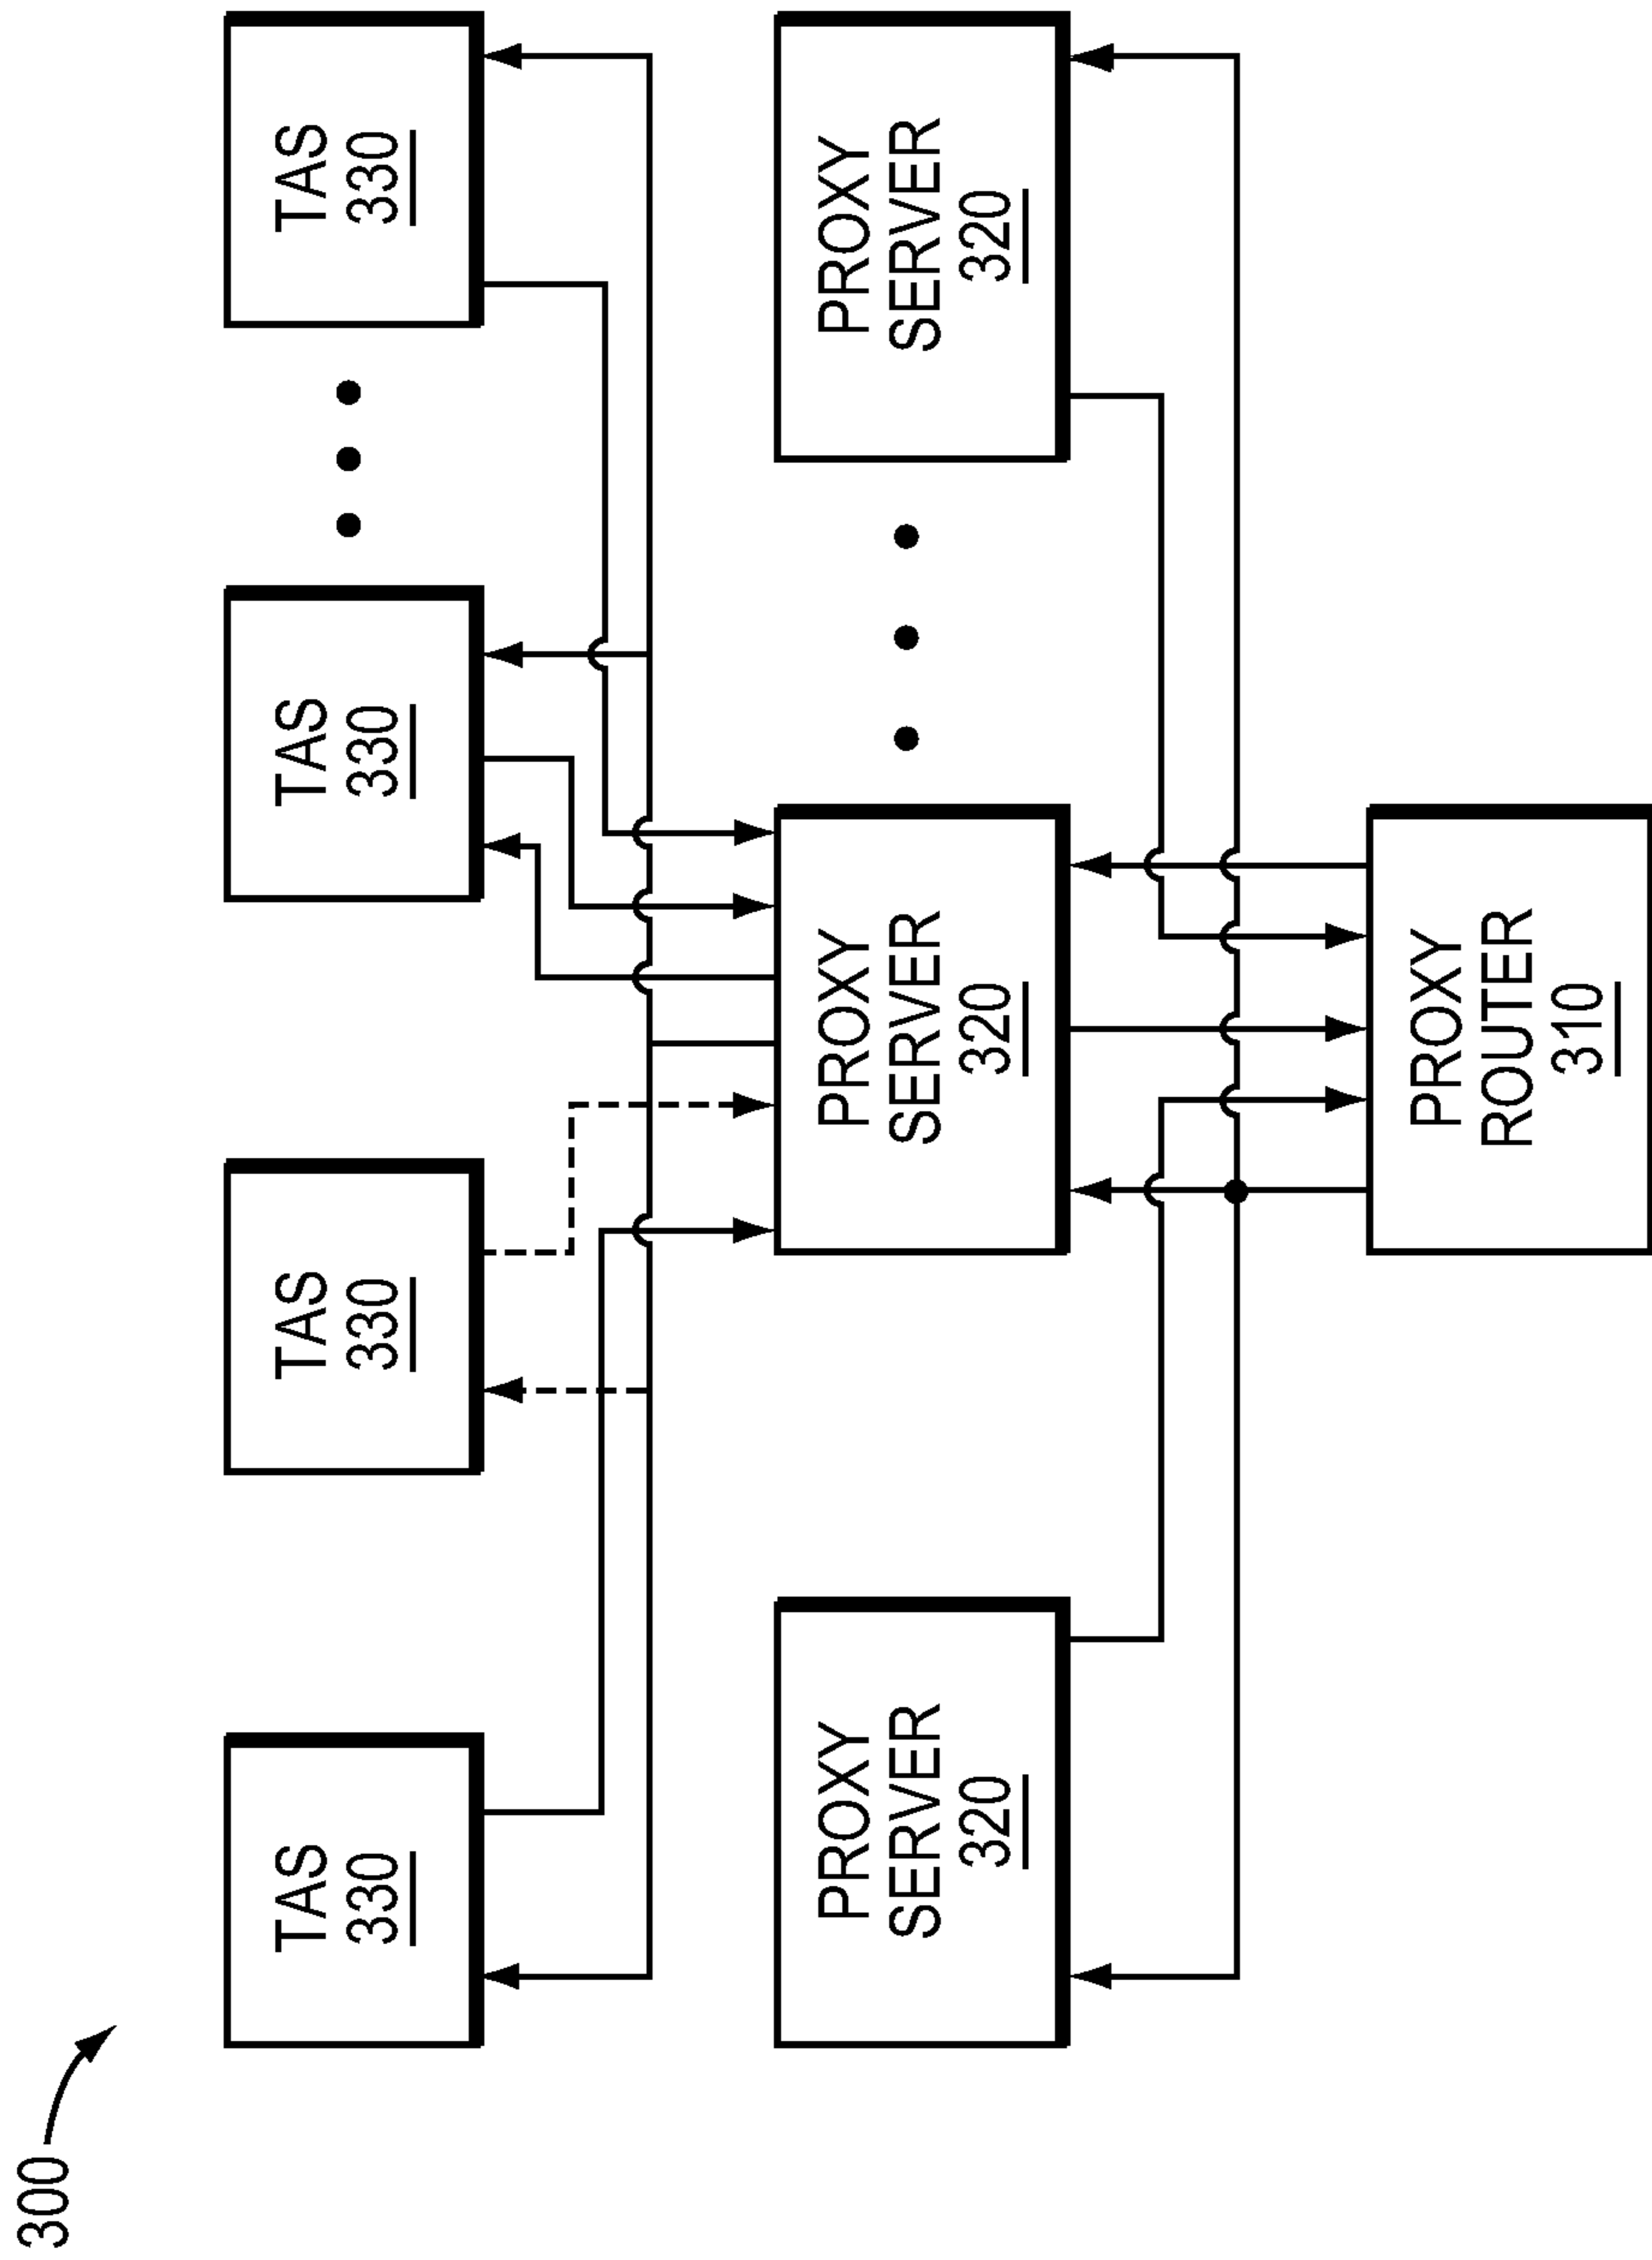 300
TAS
330
TAS
330
TAS
330
TAS
330
PROXY
SERVER
320
PROXY
SERVER
320
PROXY
SERVER
320
PROXY
ROUTER
310